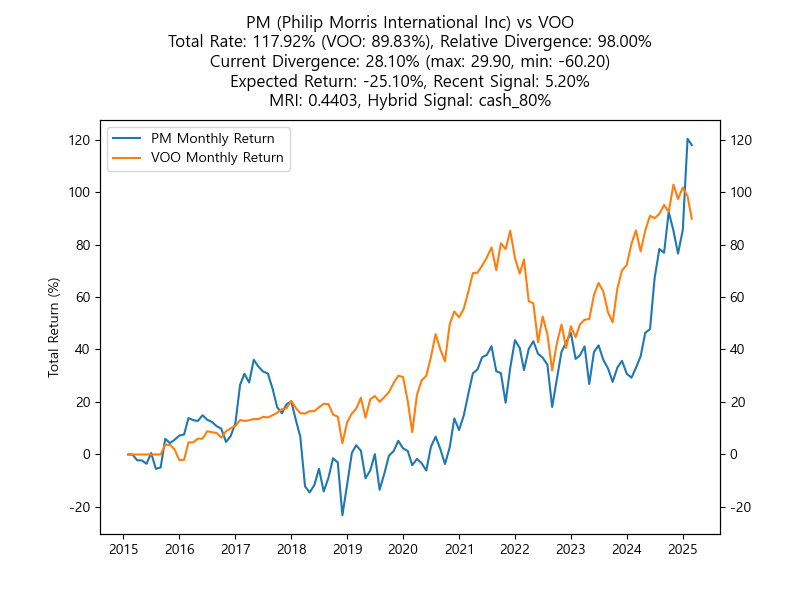 PM (Philip Morris International Inc) vs VOO
Total Rate: 117.92% (VOO: 89.83%), Relative Divergence: 98.00%
Current Divergence: 28.10% (max: 29.90, min: -60.20)
Expected Return: -25.10%, Recent Signal: 5.20%
MRI: 0.4403, Hybrid Signal: cash_80%
PM Monthly Return
VOO Monthly Return
Total Return (%)
120
100
80
60
40
20
0
-20
120
100
80
60
40
20
0
-20
2015 2016 2017 2018 2019 2020 2021 2022 2023 2024 2025